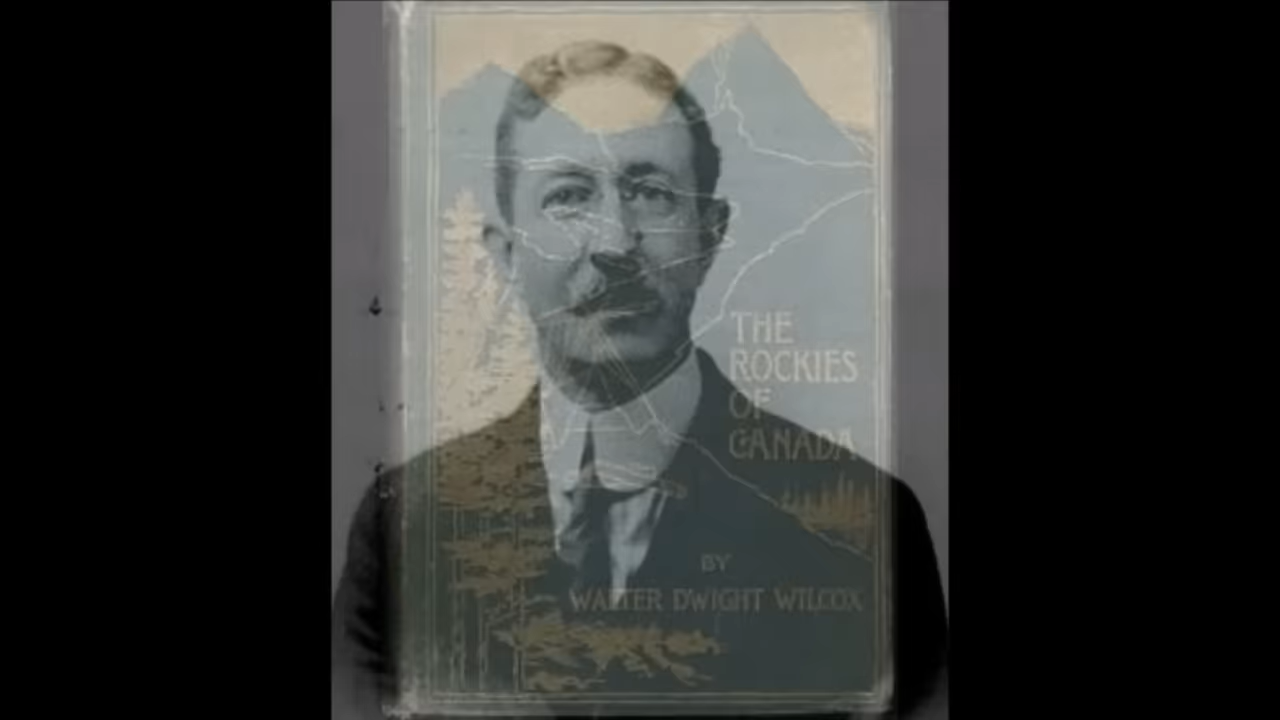 THE
ROCKIES
OF
CANADA
BY
WALTER DWIGHT WILCOX